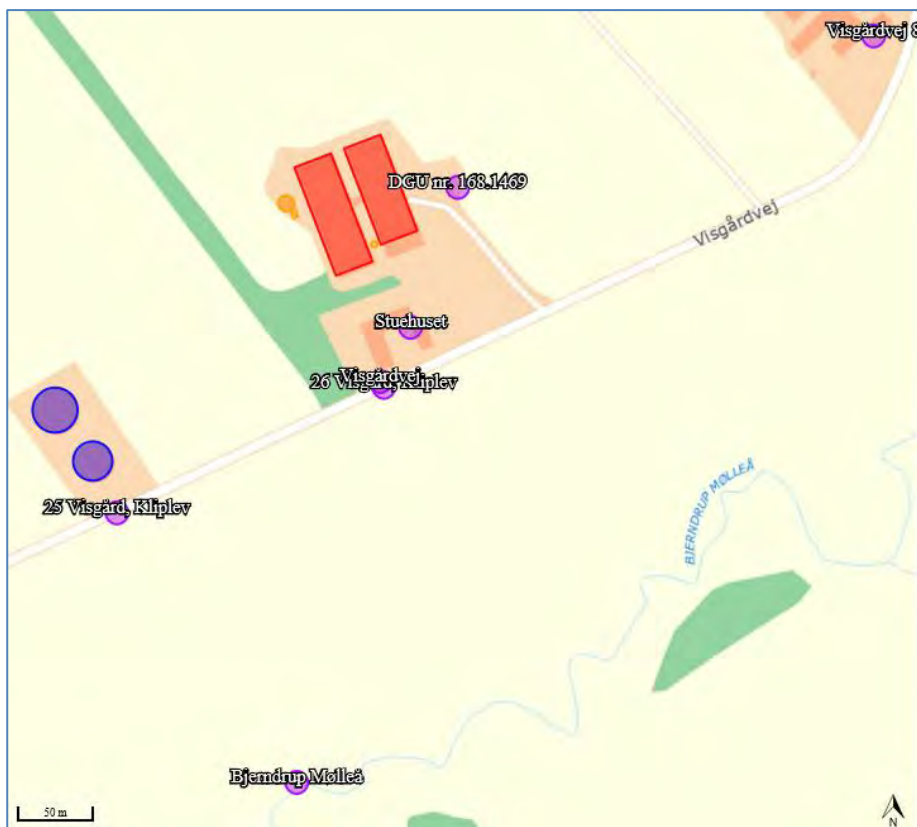 Visgårdvej 8
DGU nr. 168.1469
Visgårdvej
Stuehuset
Visgårdvej
26 Visgård, Kliplev
25 Visgård, Kliplev
BJERNDRUP MØLLEÅ
Bjerndrup Mølleå
50 m
N